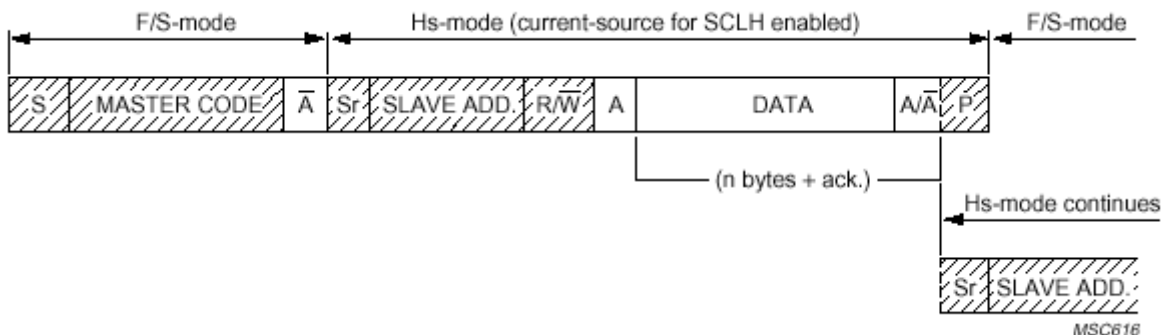 F/S-mode Hs-mode (current-source for SCLH enabled) F/S-mode
S MASTER CODE A̅ Sr SLAVE ADD. R/W̅ A DATA A/A̅ P
(n bytes + ack.)
Hs-mode continues
Sr SLAVE ADD.
MSC616